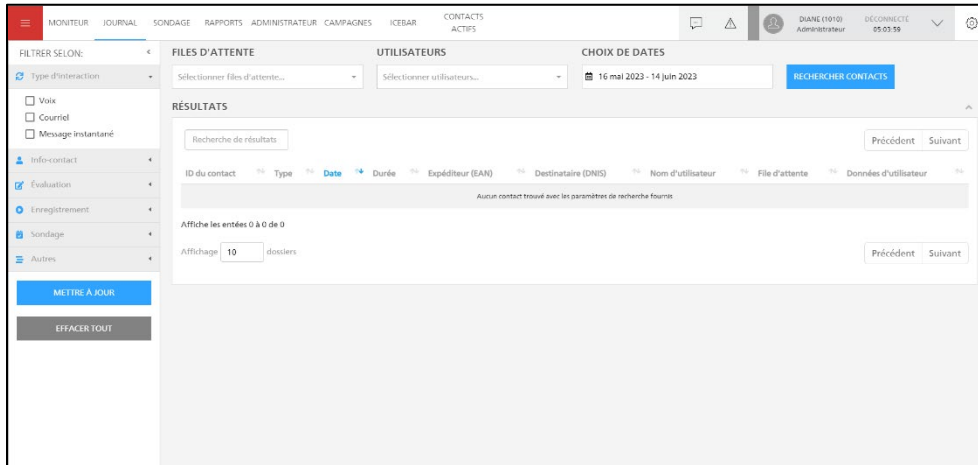 MONITEUR JOURNAL SONDAGE RAPPORTS ADMINISTRATEUR CAMPAGNES ICEBAR CONTACTS ACTIFS DIANE (1010) Administrateur DÉCONNECTÉ 05:03:59
FILTRER SELON:
Type d'interaction
Voix
Courriel
Message instantané
Info-contact
Évaluation
Enregistrement
Sondage
Autres
METTRE À JOUR
EFFACER TOUT
FILES D'ATTENTE UTILISATEURS CHOIX DE DATES
Sélectionner files d'attente... Sélectionner utilisateurs... 16 mai 2023 - 14 juin 2023 RECHERCHER CONTACTS
RÉSULTATS
Recherche de résultats Précédent Suivant
ID du contact Type Date Durée Expéditeur (EAN) Destinataire (DNIS) Nom d'utilisateur File d'attente Données d'utilisateur
Aucun contact trouvé avec les paramètres de recherche fournis
Affiche les entées 0 à 0 de 0
Affichage 10 dossiers Précédent Suivant